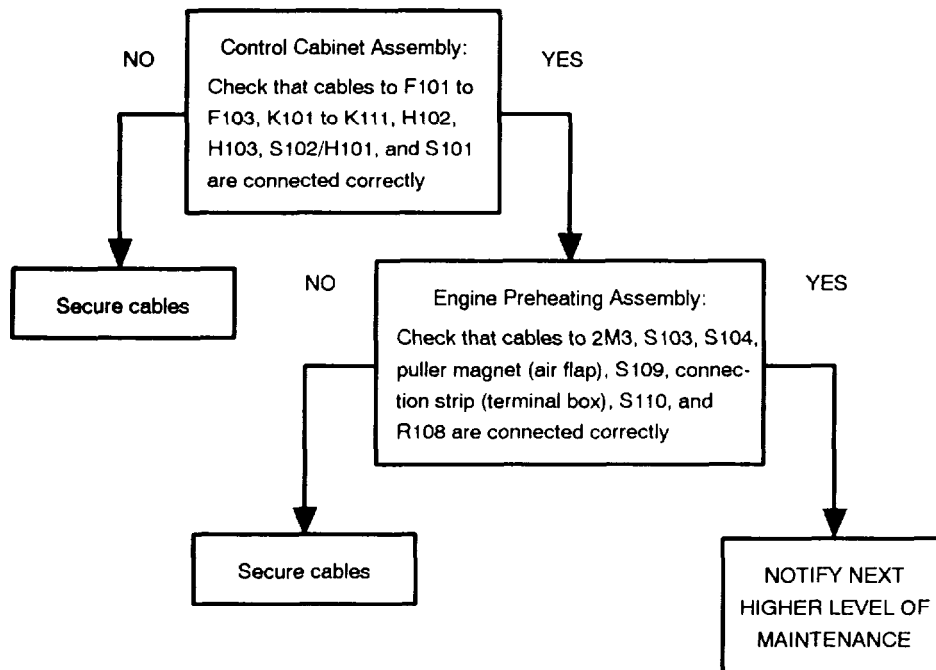 NO
Control Cabinet Assembly:
YES
Check that cables to F101 to
F103, K101 to K111, H102,
H103, S102/H101, and S101
are connected correctly
Secure cables
NO
Engine Preheating Assembly:
YES
Check that cables to 2M3, S103, S104,
puller magnet (air flap), S109, connec-
tion strip (terminal box), S110, and
R108 are connected correctly
Secure cables
NOTIFY NEXT
HIGHER LEVEL OF
MAINTENANCE